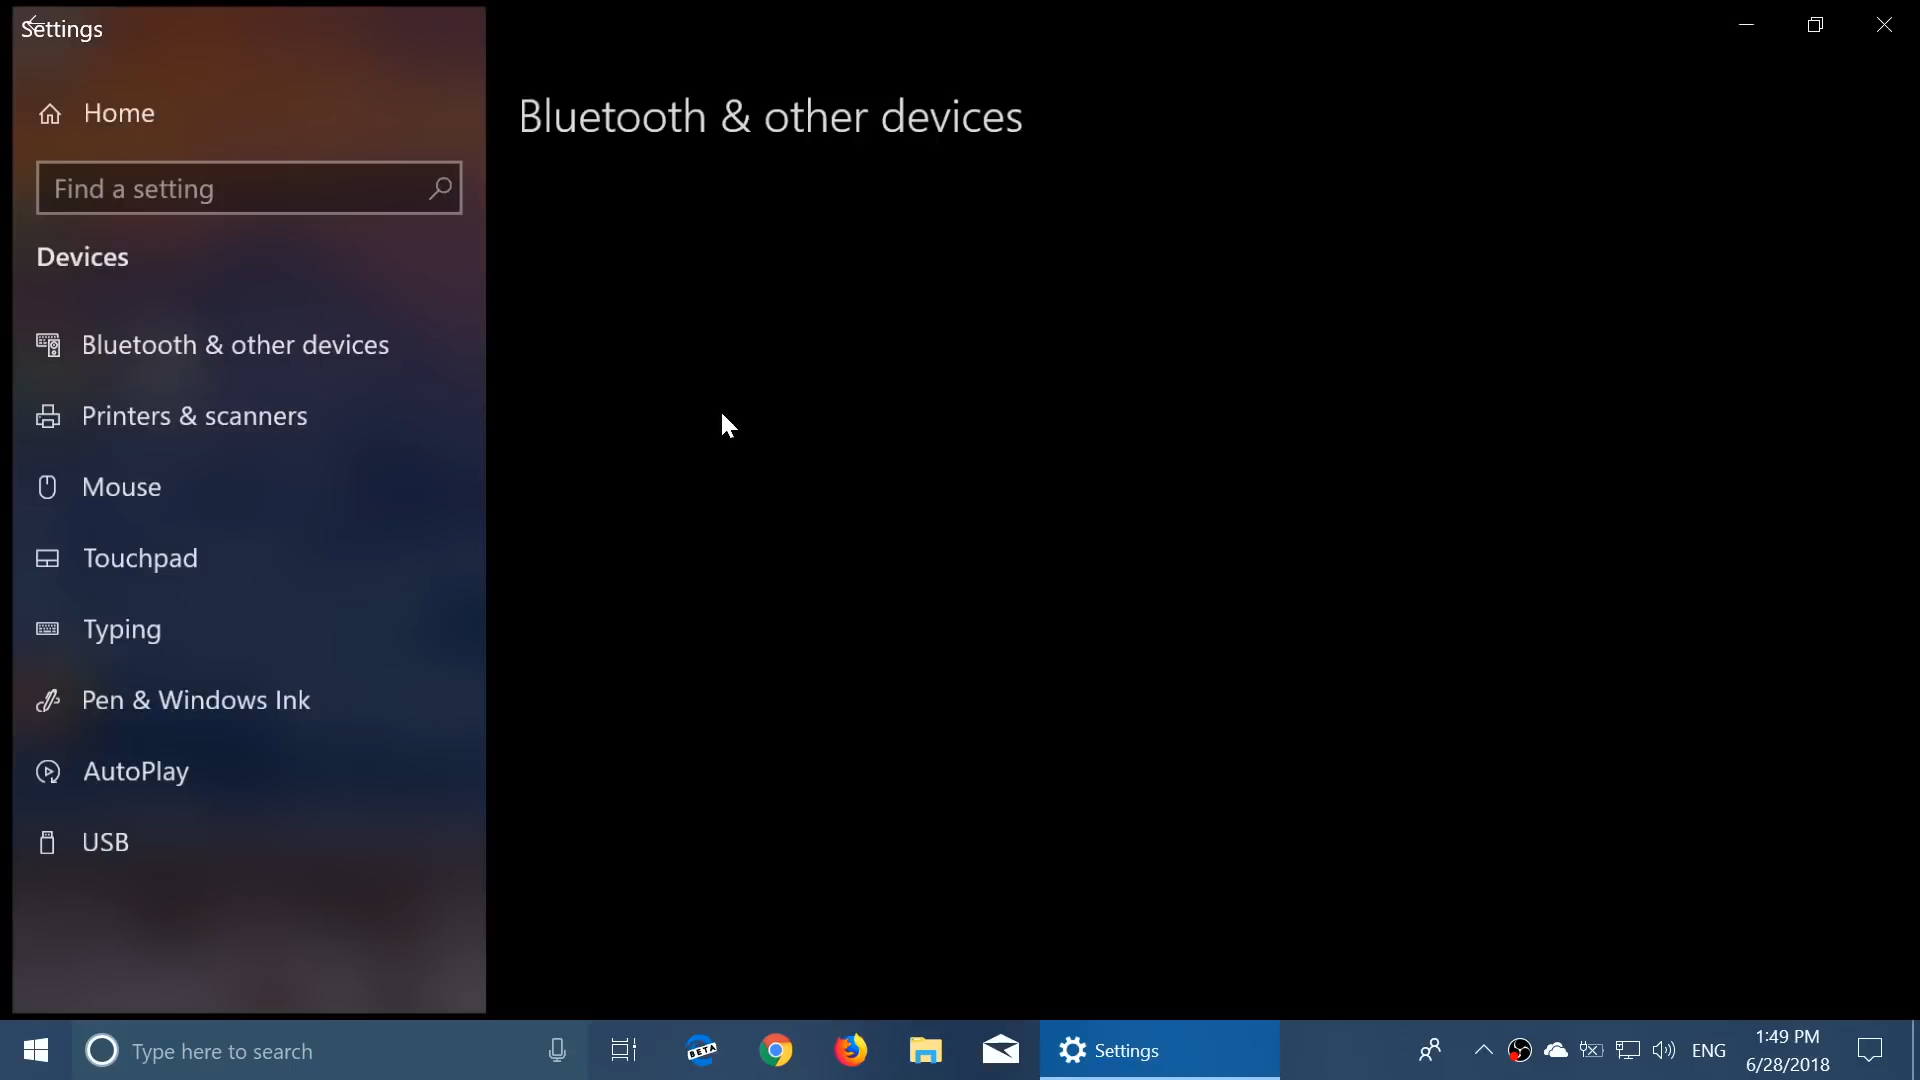 Settings
Home
Find a setting
Devices
Bluetooth & other devices
Printers & scanners
Mouse
Touchpad
Typing
Pen & Windows Ink
AutoPlay
USB
Bluetooth & other devices
Type here to search
BETA
Settings
ENG
1:49 PM
6/28/2018